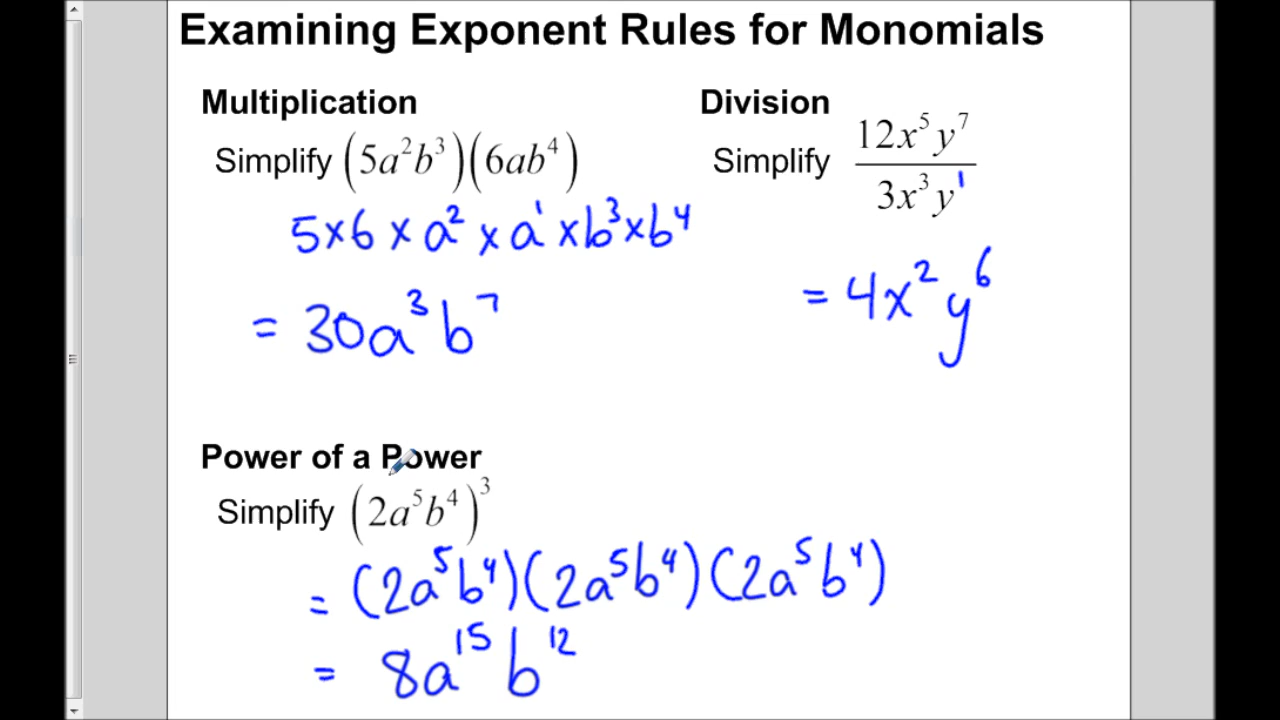 Examining Exponent Rules for Monomials
Multiplication
Simplify (5a²b³)(6ab⁴)
5×6×a²×a¹×b³×b⁴
= 30a³b⁷
Division
Simplify 12x⁵y⁷ / 3x³y¹
= 4x²y⁶
Power of a Power
Simplify (2a⁵b⁴)³
= (2a⁵b⁴)(2a⁵b⁴)(2a⁵b⁴)
= 8a¹⁵b¹²